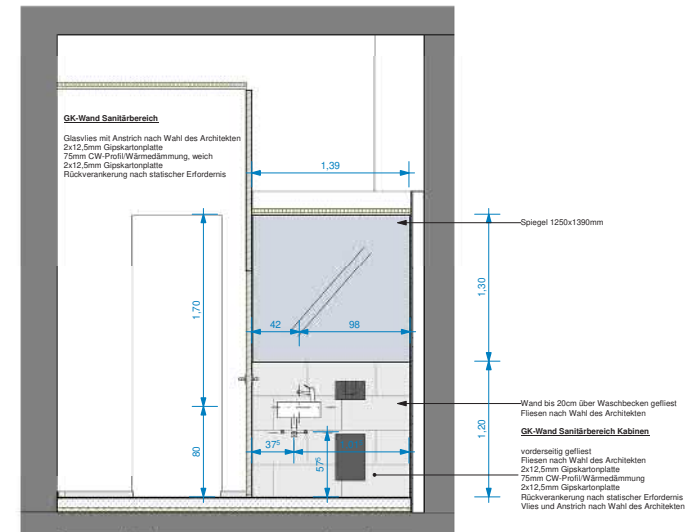 GK-Wand Sanitärbereich
Glasvlies mit Anstrich nach Wahl des Architekten
2x12,5mm Gipskartonplatte
75mm CW-Profil/Wärmedämmung, weich
2x12,5mm Gipskartonplatte
Rückverankerung nach statischer Erfordernis
1,39
Spiegel 1250x1390mm
1,70
1,30
42
98
Wand bis 20cm über Waschbecken gefliest
Fliesen nach Wahl des Architekten
1,20
80
37⁵
57⁵
GK-Wand Sanitärbereich Kabinen
vorderseitig gefliest
Fliesen nach Wahl des Architekten
2x12,5mm Gipskartonplatte
75mm CW-Profil/Wärmedämmung
2x12,5mm Gipskartonplatte
Rückverankerung nach statischer Erfordernis
Vlies und Anstrich nach Wahl des Architekten